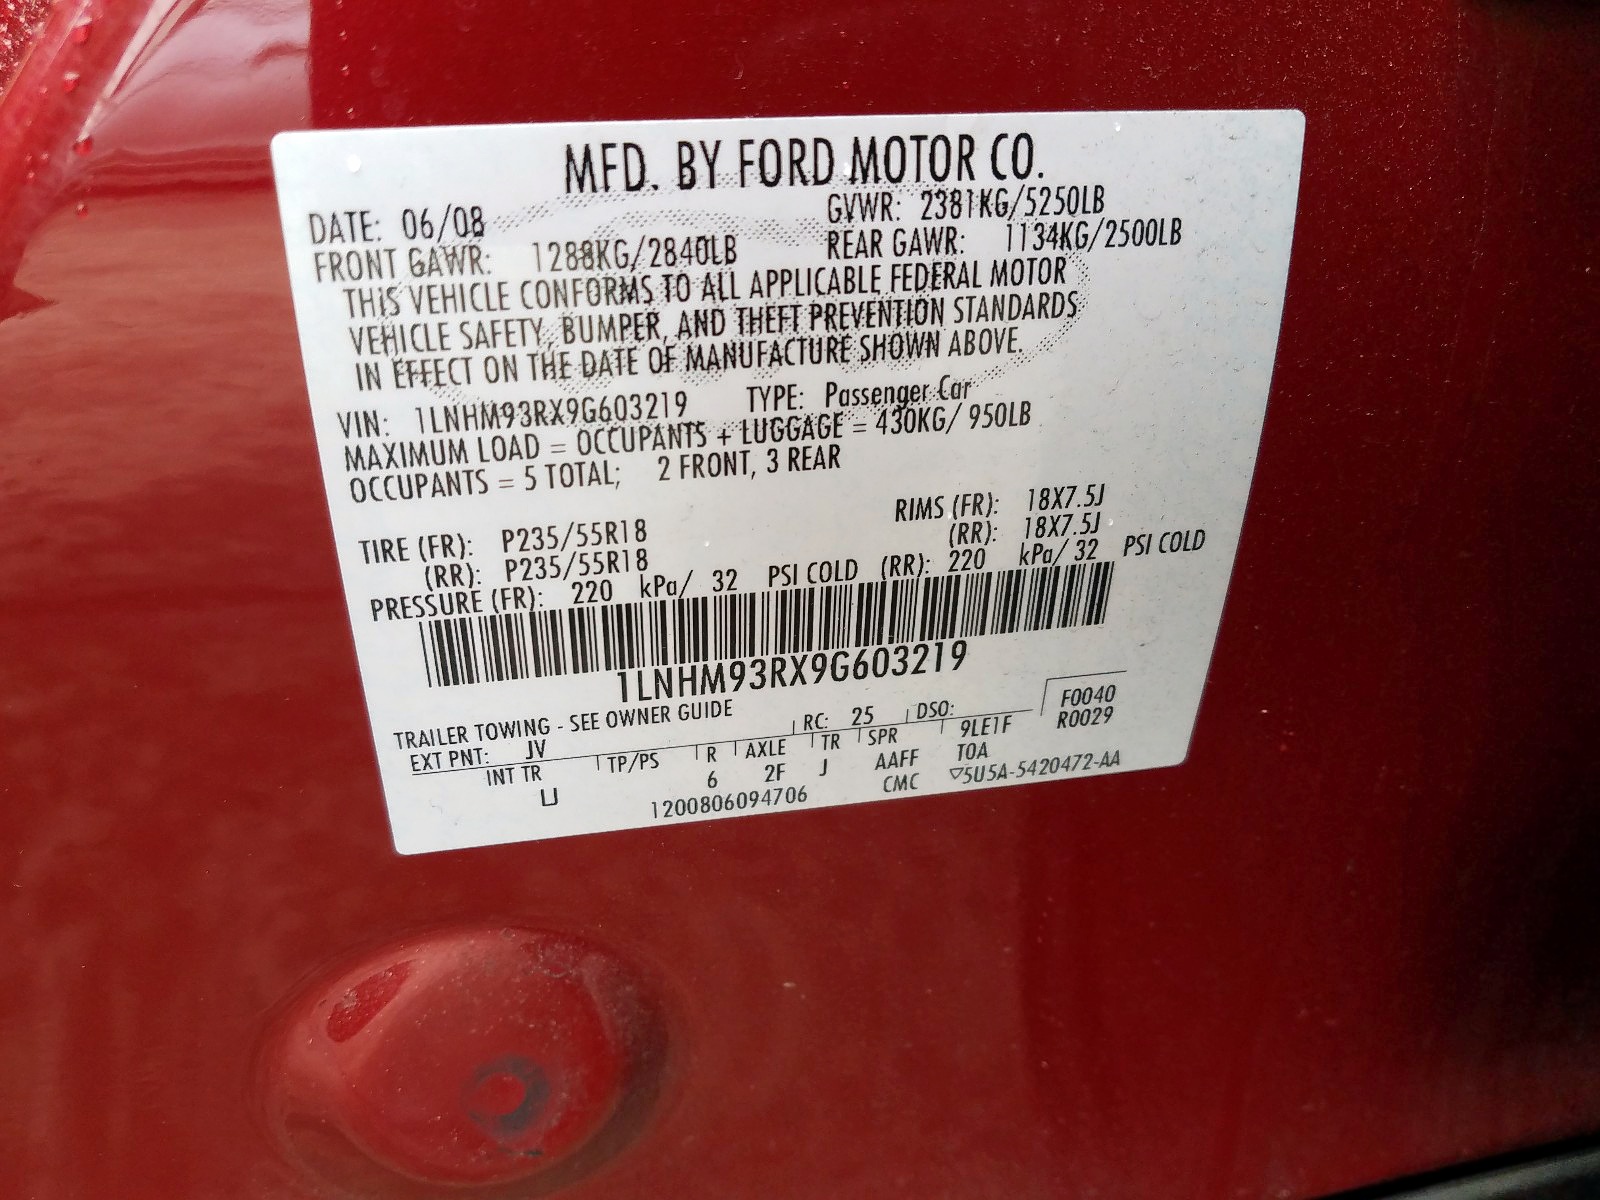 MFD. BY FORD MOTOR CO.
DATE: 06/08 GVWR: 2381KG/5250LB
FRONT GAWR: 1288KG/2840LB REAR GAWR: 1134KG/2500LB
THIS VEHICLE CONFORMS TO ALL APPLICABLE FEDERAL MOTOR
VEHICLE SAFETY, BUMPER, AND THEFT PREVENTION STANDARDS
IN EFFECT ON THE DATE OF MANUFACTURE SHOWN ABOVE.
VIN: 1LNHM93RX9G603219 TYPE: Passenger Car
MAXIMUM LOAD = OCCUPANTS + LUGGAGE = 430KG/ 950LB
OCCUPANTS = 5 TOTAL; 2 FRONT, 3 REAR
TIRE (FR): P235/55R18 RIMS (FR): 18X7.5J
(RR): P235/55R18 (RR): 18X7.5J
PRESSURE (FR): 220 kPa/ 32 PSI COLD (RR): 220 kPa/ 32 PSI COLD
1LNHM93RX9G603219
TRAILER TOWING - SEE OWNER GUIDE F0040
EXT PNT: JV RC: 25 DSO: R0029
INT TR TP/PS R AXLE TR SPR 9LE1F
LJ 6 2F J AAFF TOA
1200806094706 CMC ▽5U5A-5420472-AA